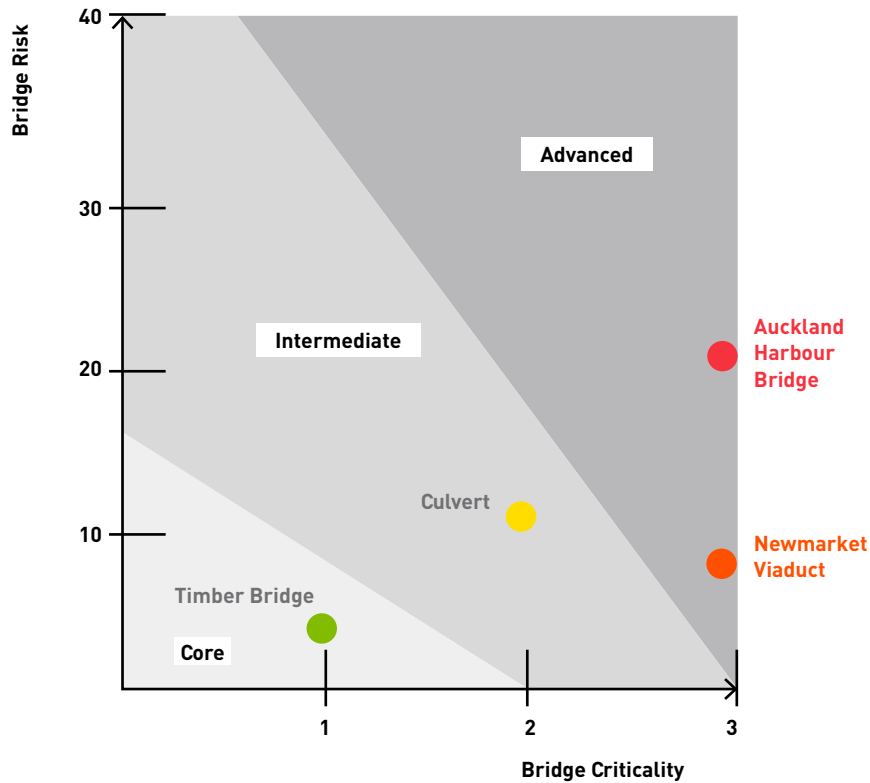 40
Bridge Risk
Advanced
30
Auckland
Harbour
Bridge
Intermediate
20
Culvert
10
Newmarket
Viaduct
Timber Bridge
Core
1
2
3
Bridge Criticality